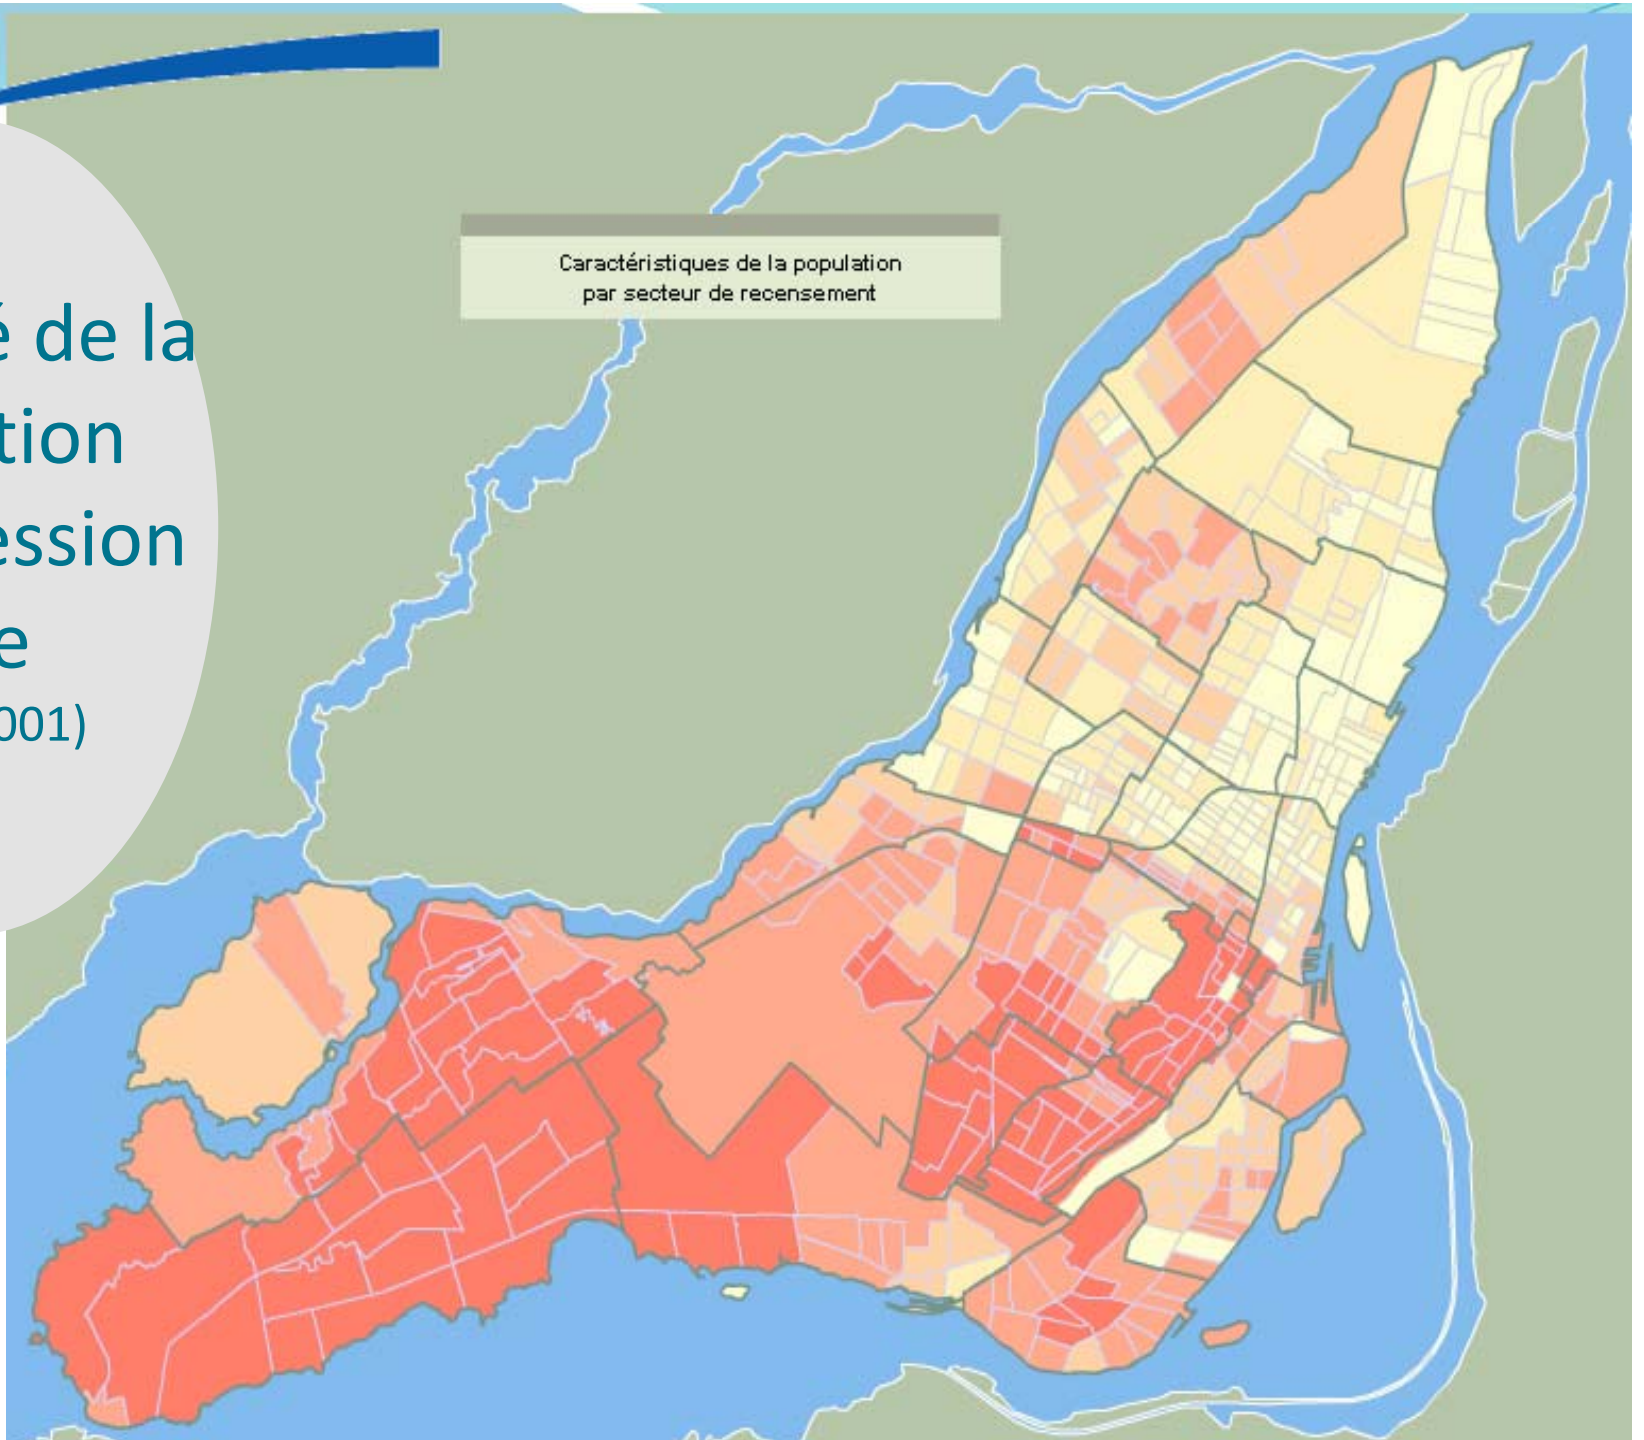 é de la
tion
ession
e
001)
Caractéristiques de la population
par secteur de recensement